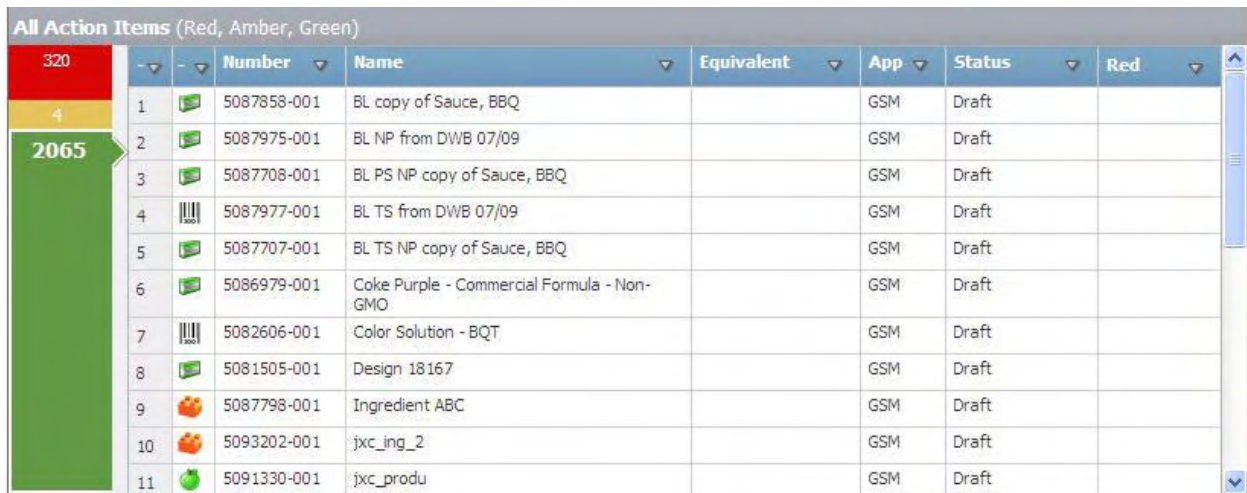 All Action Items (Red, Amber, Green)
320
4
2065
- - Number Name Equivalent App Status Red
1 5087858-001 BL copy of Sauce, BBQ GSM Draft
2 5087975-001 BL NP from DWB 07/09 GSM Draft
3 5087708-001 BL PS NP copy of Sauce, BBQ GSM Draft
4 5087977-001 BL TS from DWB 07/09 GSM Draft
5 5087707-001 BL TS NP copy of Sauce, BBQ GSM Draft
6 5086979-001 Coke Purple - Commercial Formula - Non-
GMO GSM Draft
7 5082606-001 Color Solution - BQT GSM Draft
8 5081505-001 Design 18167 GSM Draft
9 5087798-001 Ingredient ABC GSM Draft
10 5093202-001 jxc_ing_2 GSM Draft
11 5091330-001 jxc_produ GSM Draft